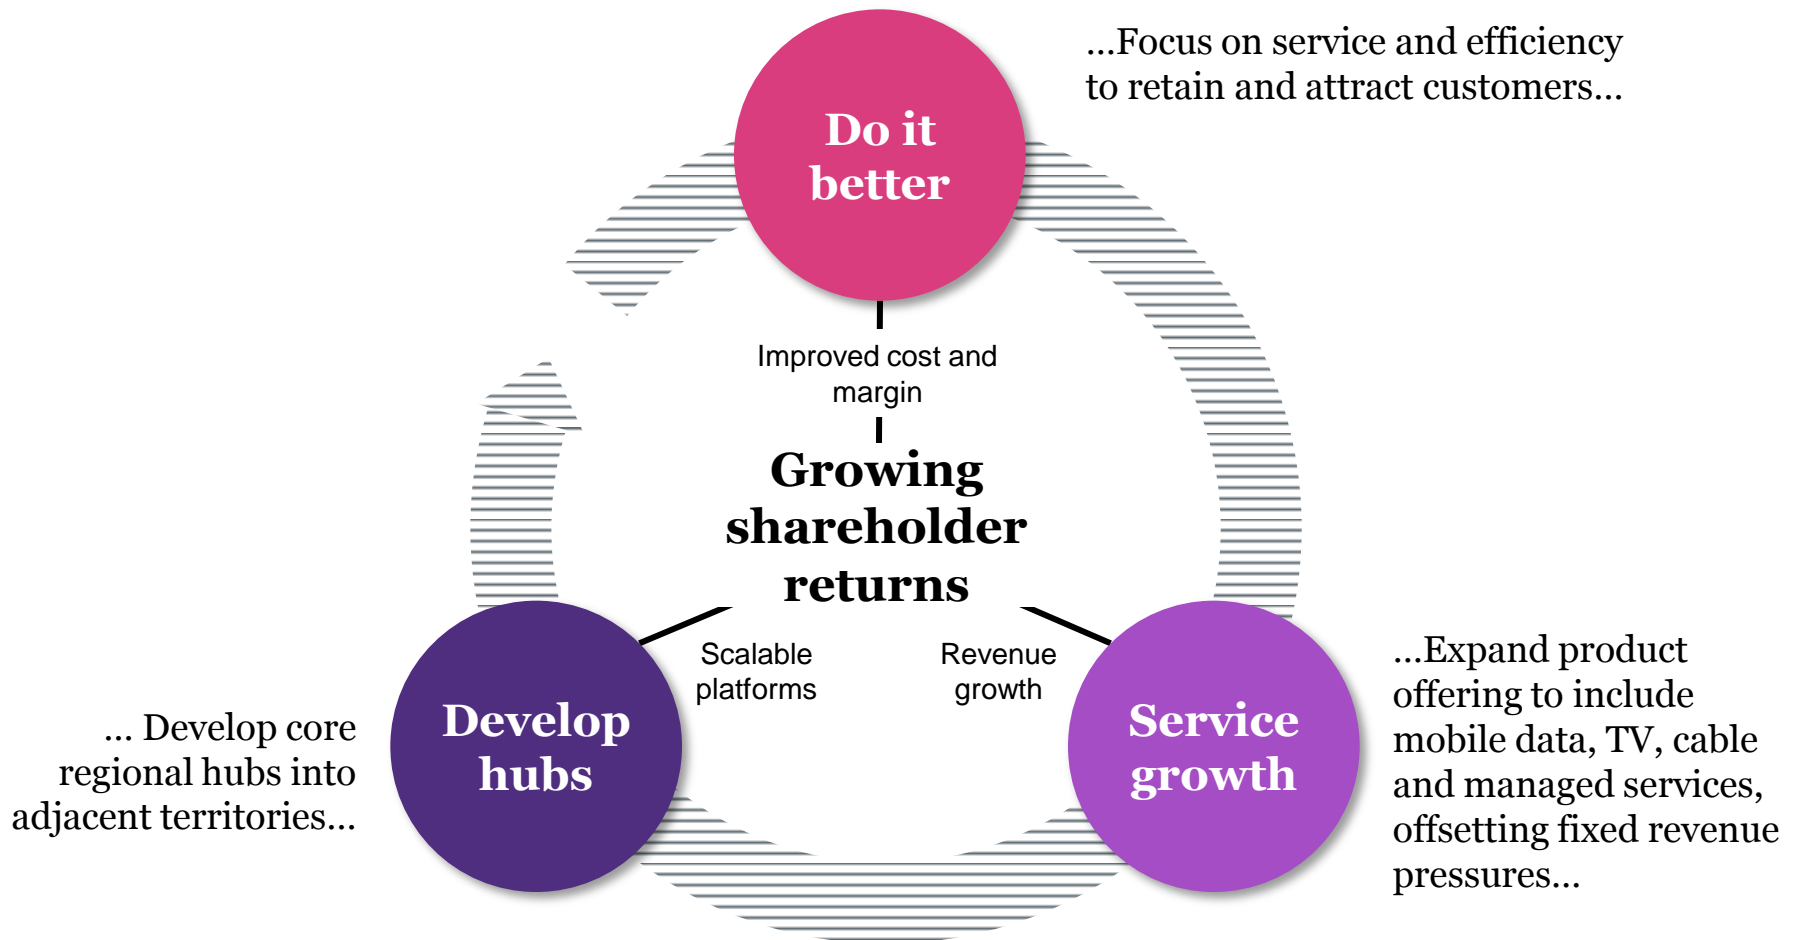 ...Focus on service and efficiency
to retain and attract customers...
Do it
better
Improved cost and
margin
Growing
shareholder
returns
Scalable
platforms
Revenue
growth
Develop
hubs
... Develop core
regional hubs into
adjacent territories...
Service
growth
...Expand product
offering to include
mobile data, TV, cable
and managed services,
offsetting fixed revenue
pressures...